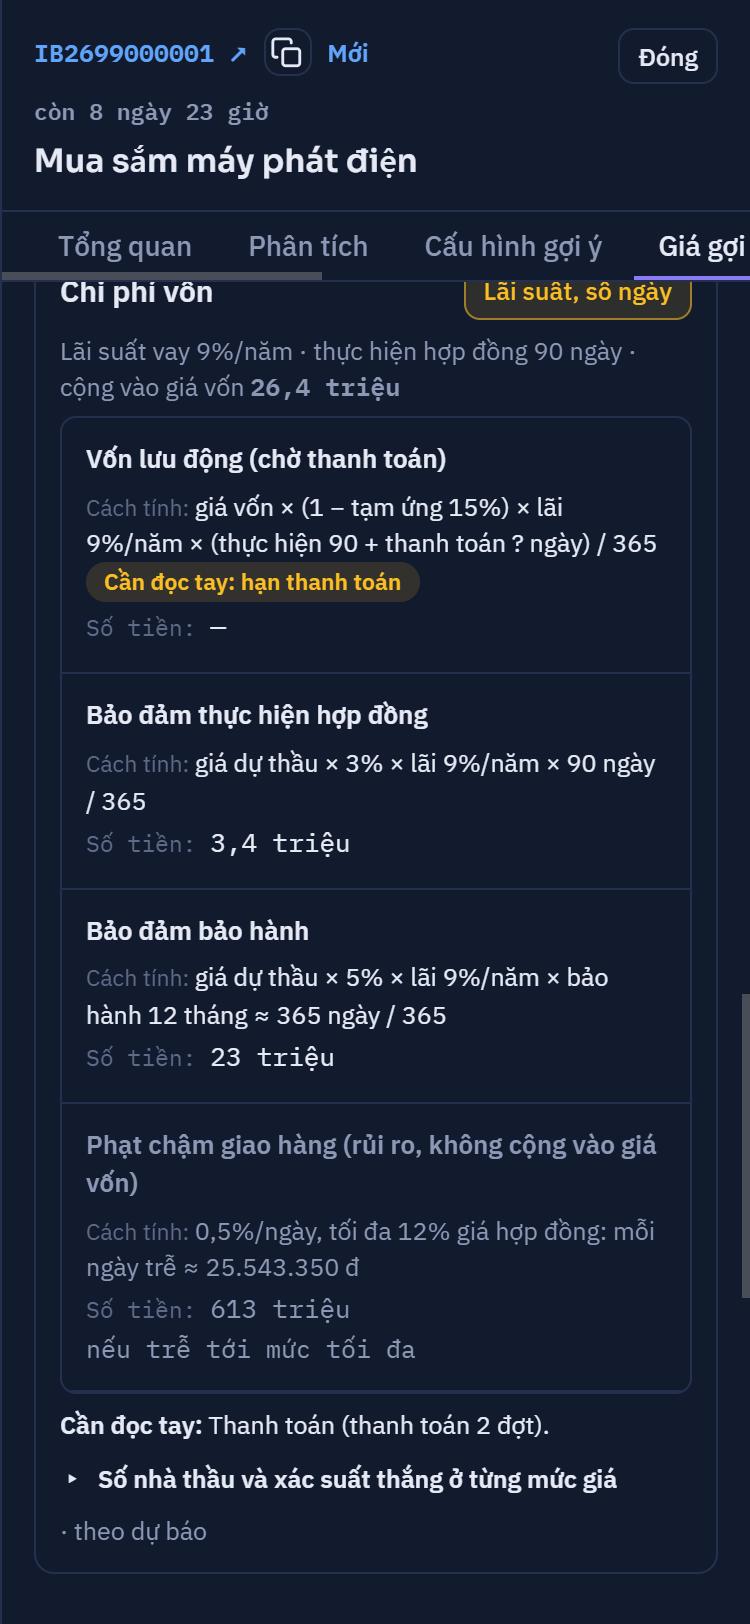 IB2699000001 ↗ Mới
Đóng
còn 8 ngày 23 giờ
Mua sắm máy phát điện
Tổng quan Phân tích Cấu hình gợi ý Giá gợi
Chi phí vốn
Lãi suất, số ngày
Lãi suất vay 9%/năm · thực hiện hợp đồng 90 ngày ·
cộng vào giá vốn 26,4 triệu
Vốn lưu động (chờ thanh toán)
Cách tính: giá vốn × (1 − tạm ứng 15%) × lãi
9%/năm × (thực hiện 90 + thanh toán ? ngày) / 365
Cần đọc tay: hạn thanh toán
Số tiền: —
Bảo đảm thực hiện hợp đồng
Cách tính: giá dự thầu × 3% × lãi 9%/năm × 90 ngày
/ 365
Số tiền: 3,4 triệu
Bảo đảm bảo hành
Cách tính: giá dự thầu × 5% × lãi 9%/năm × bảo
hành 12 tháng ≈ 365 ngày / 365
Số tiền: 23 triệu
Phạt chậm giao hàng (rủi ro, không cộng vào giá
vốn)
Cách tính: 0,5%/ngày, tối đa 12% giá hợp đồng: mỗi
ngày trễ ≈ 25.543.350 đ
Số tiền: 613 triệu
nếu trễ tới mức tối đa
Cần đọc tay: Thanh toán (thanh toán 2 đợt).
▸ Số nhà thầu và xác suất thắng ở từng mức giá
· theo dự báo